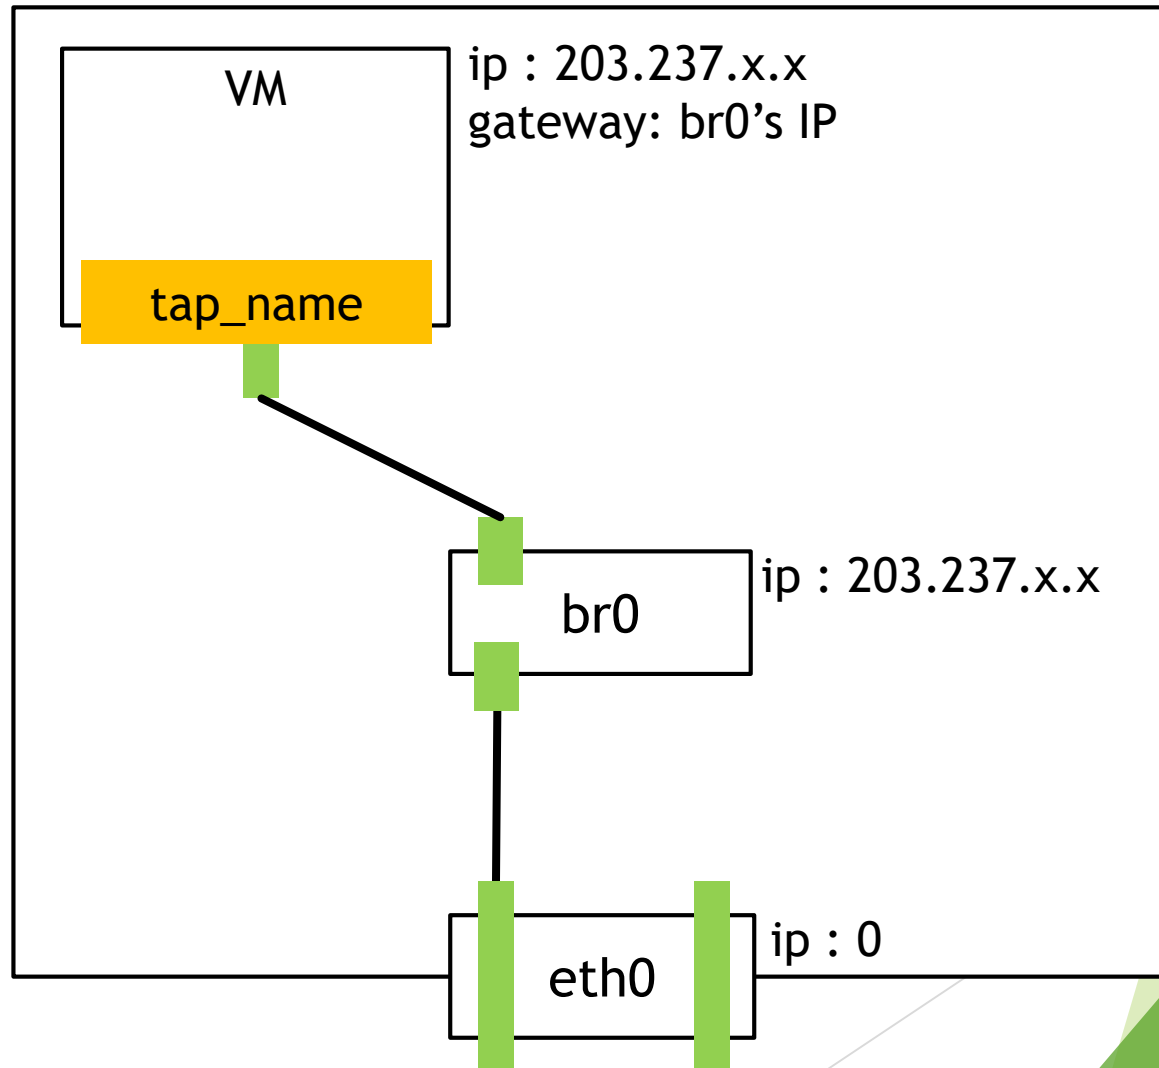 VM
ip : 203.237.x.x
gateway: br0’s IP
tap_name
br0
ip : 203.237.x.x
eth0
ip : 0